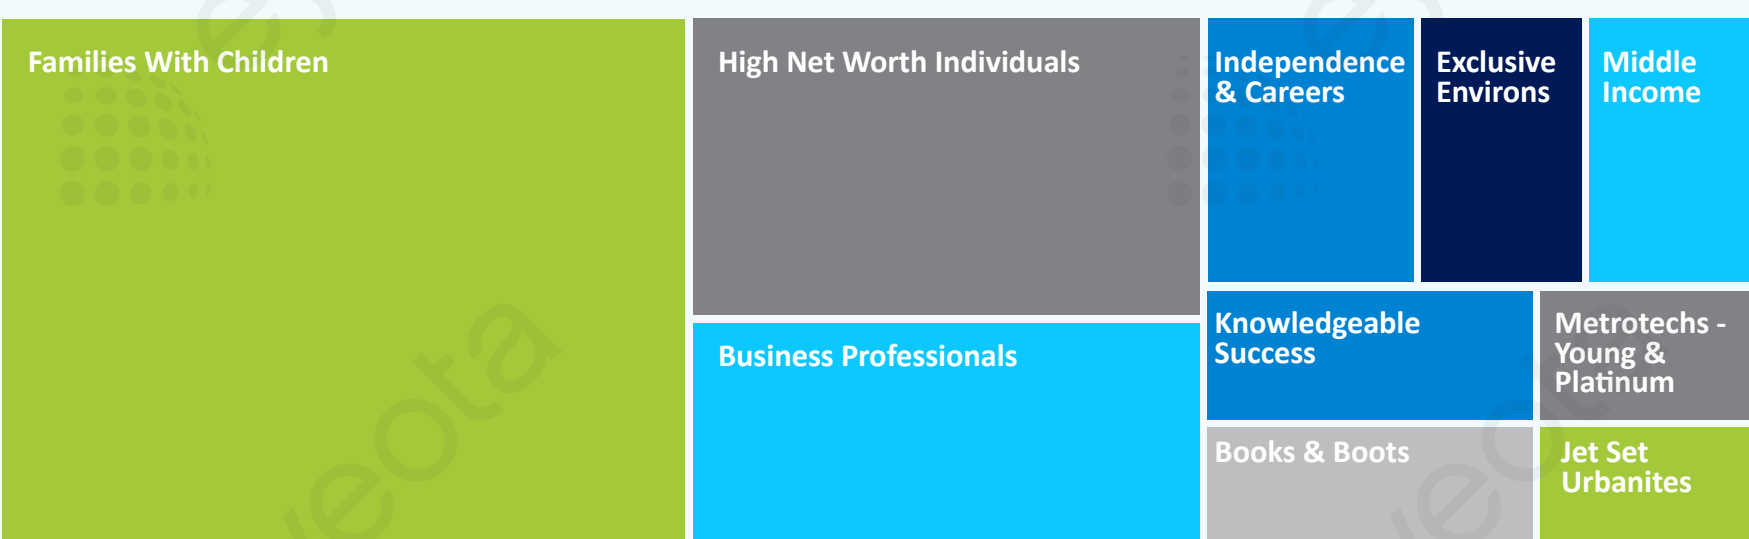 Families With Children
High Net Worth Individuals
Independence
& Careers
Exclusive
Environs
Middle
Income
Business Professionals
Knowledgeable
Success
Metrotechs -
Young &
Platinum
Books & Boots
Jet Set
Urbanites
eyeota